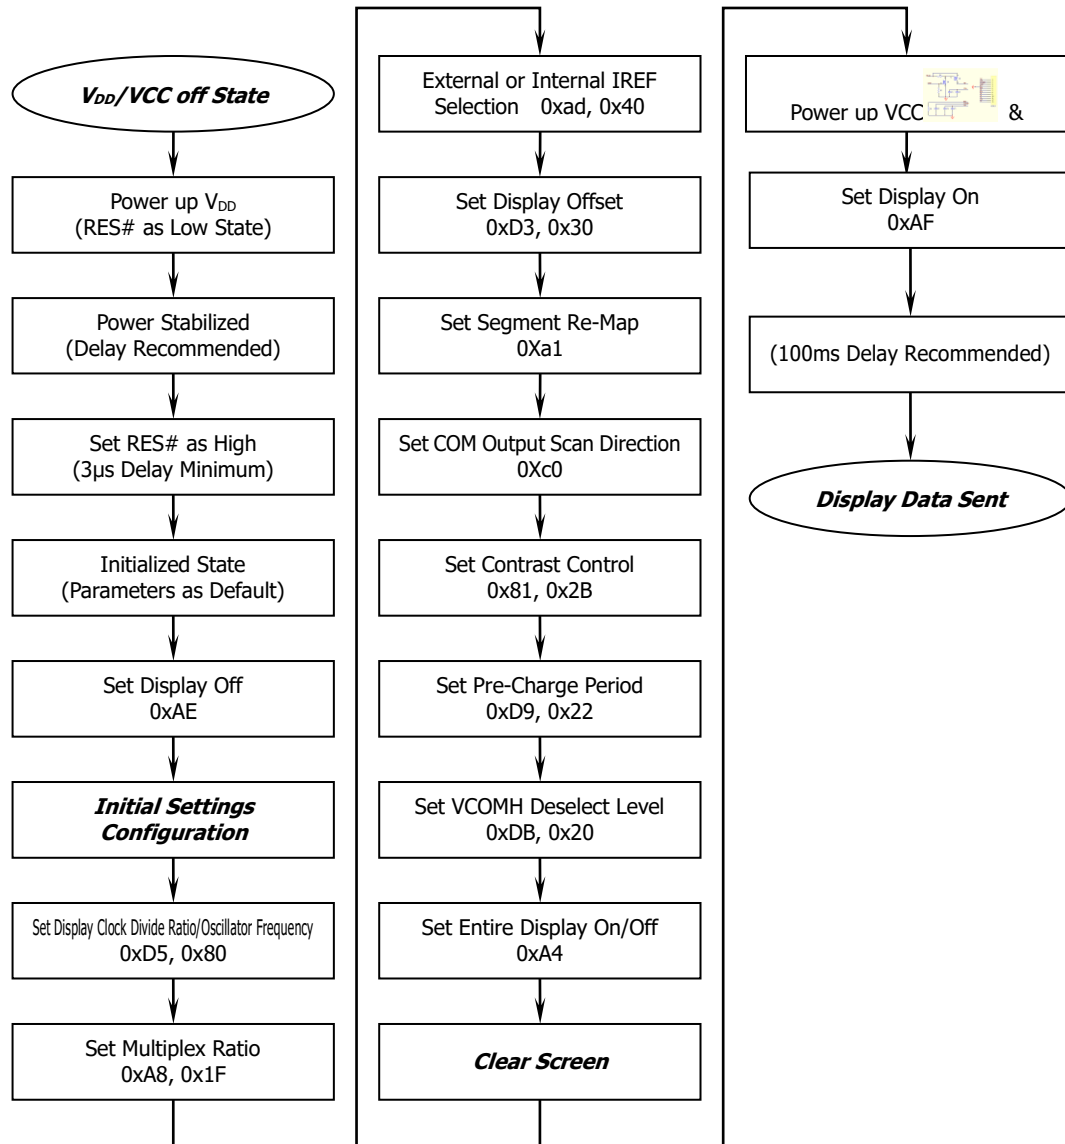 VDD/VCC off State
Power up VDD
(RES# as Low State)
Power Stabilized
(Delay Recommended)
Set RES# as High
(3µs Delay Minimum)
Initialized State
(Parameters as Default)
Set Display Off
0xAE
Initial Settings
Configuration
Set Display Clock Divide Ratio/Oscillator Frequency
0xD5, 0x80
Set Multiplex Ratio
0xA8, 0x1F
External or Internal IREF
Selection 0xad, 0x40
Set Display Offset
0xD3, 0x30
Set Segment Re-Map
0Xa1
Set COM Output Scan Direction
0Xc0
Set Contrast Control
0x81, 0x2B
Set Pre-Charge Period
0xD9, 0x22
Set VCOMH Deselect Level
0xDB, 0x20
Set Entire Display On/Off
0xA4
Clear Screen
Power up VCC &
Set Display On
0xAF
(100ms Delay Recommended)
Display Data Sent